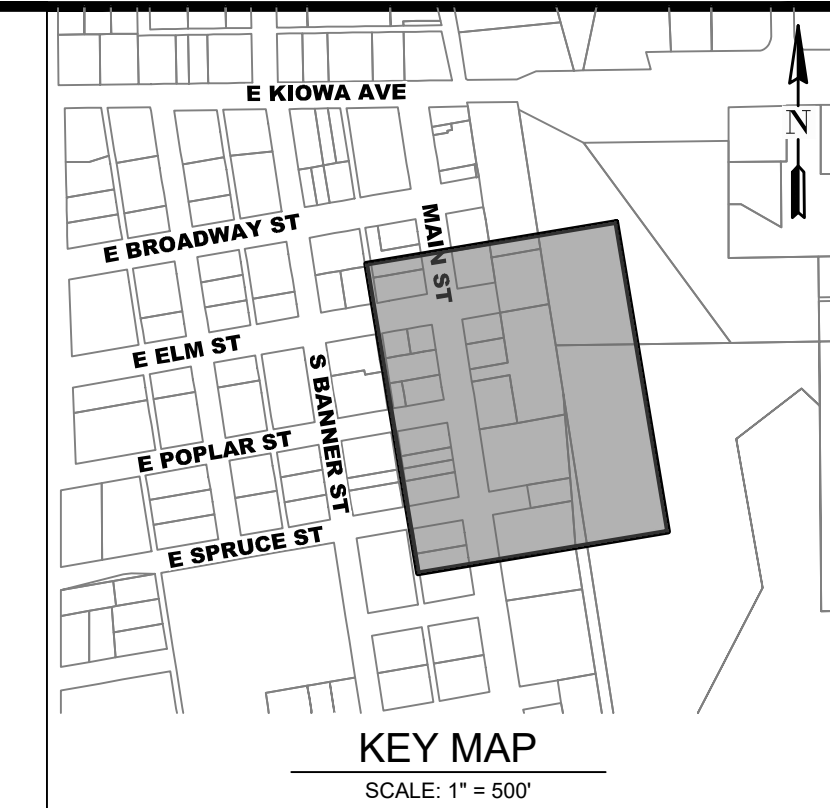 E KIOWA AVE
N
MAIN ST
E BROADWAY ST
E ELM ST
S BANNER ST
E POPLAR ST
E SPRUCE ST
KEY MAP
SCALE: 1" = 500'